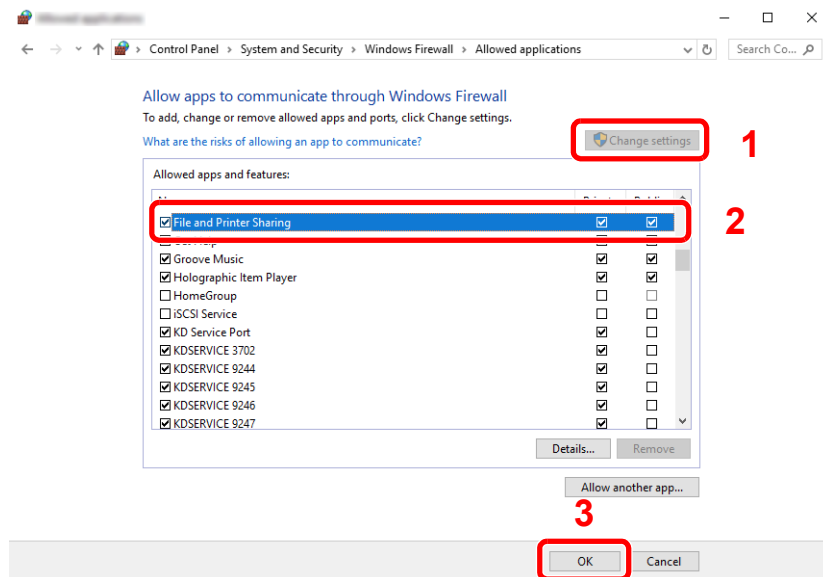 Control Panel > System and Security > Windows Firewall > Allowed applications
Search Co...
Allow apps to communicate through Windows Firewall
To add, change or remove allowed apps and ports, click Change settings.
What are the risks of allowing an app to communicate?
Change settings
1
Allowed apps and features:
File and Printer Sharing
2
Groove Music
Holographic Item Player
HomeGroup
iSCSI Service
KD Service Port
KDSERVICE 3702
KDSERVICE 9244
KDSERVICE 9245
KDSERVICE 9246
KDSERVICE 9247
Details...
Remove
Allow another app...
3
OK
Cancel